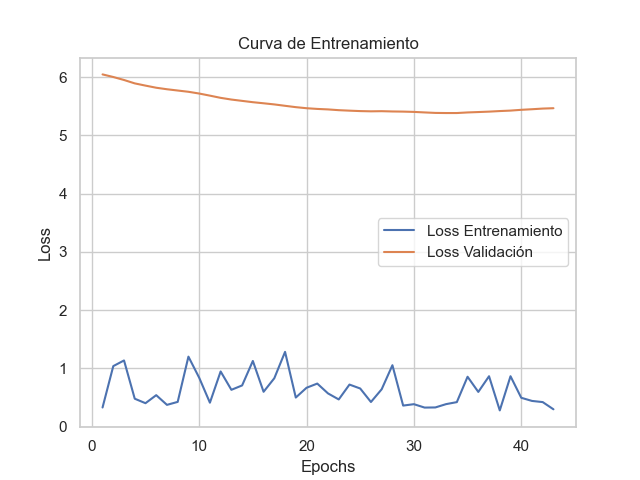 Curva de Entrenamiento
6
5
4
3
2
1
0
Loss
Loss Entrenamiento
Loss Validación
0 10 20 30 40
Epochs